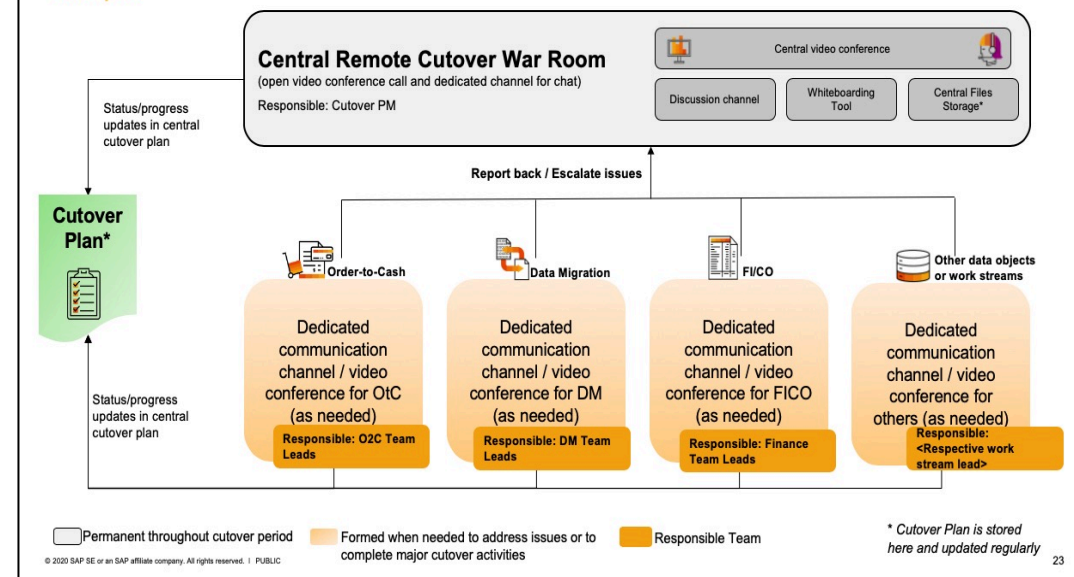 Central Remote Cutover War Room
(open video conference call and dedicated channel for chat)
Responsible: Cutover PM
Central video conference
Discussion channel
Whiteboarding
Tool
Central Files
Storage*
Status/progress
updates in central
cutover plan
Report back / Escalate issues
Cutover
Plan*
Order-to-Cash
Data Migration
FI/CO
Other data objects
or work streams
Dedicated
communication
channel / video
conference for OtC
(as needed)
Responsible: O2C Team
Leads
Dedicated
communication
channel / video
conference for DM
(as needed)
Responsible: DM Team
Leads
Dedicated
communication
channel / video
conference for FICO
(as needed)
Responsible: Finance
Team Leads
Dedicated
communication
channel / video
conference for
others (as needed)
Responsible:
<Respective work
stream lead>
Status/progress
updates in central
cutover plan
Permanent throughout cutover period
Formed when needed to address issues or to
complete major cutover activities
Responsible Team
* Cutover Plan is stored
here and updated regularly
© 2020 SAP SE or an SAP affiliate company. All rights reserved. | PUBLIC
23